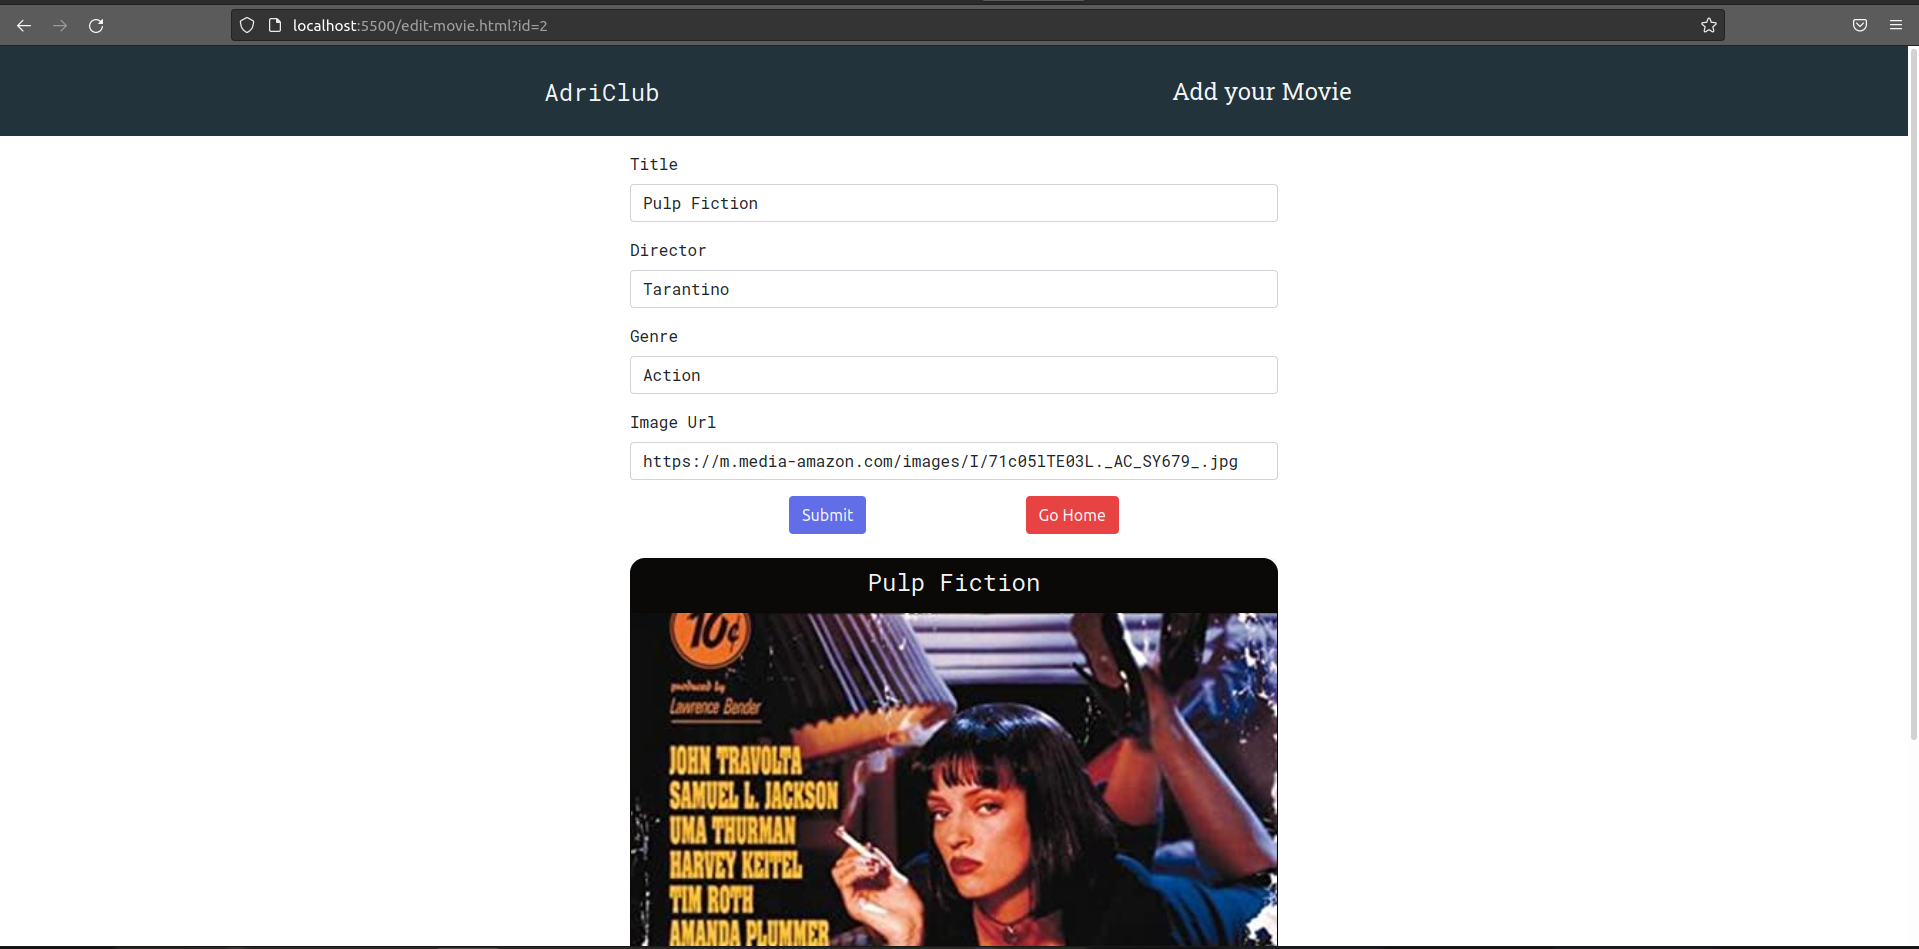 localhost:5500/edit-movie.html?id=2
AdriClub
Add your Movie
Title
Pulp Fiction
Director
Tarantino
Genre
Action
Image Url
https://m.media-amazon.com/images/I/71c05lTE03L._AC_SY679_.jpg
Submit
Go Home
Pulp Fiction
10¢
produced by
Lawrence Bender
JOHN TRAVOLTA
SAMUEL L. JACKSON
UMA THURMAN
HARVEY KEITEL
TIM ROTH
AMANDA PLUMMER